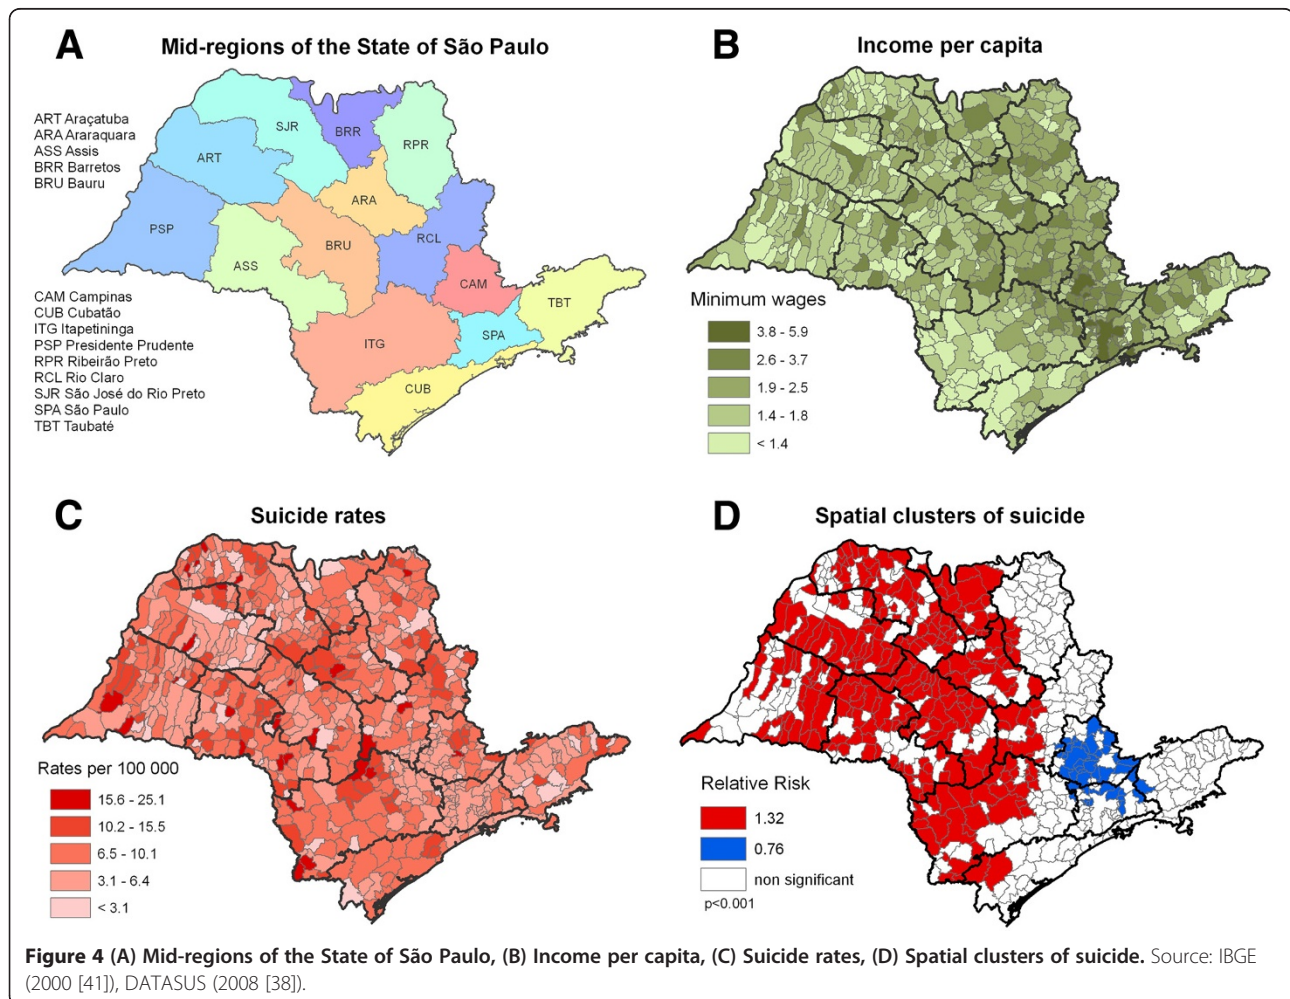 A
Mid-regions of the State of São Paulo
ART Araçatuba
ARA Araraquara
ASS Assis
BRR Barretos
BRU Bauru
CAM Campinas
CUB Cubatão
ITG Itapetininga
PSP Presidente Prudente
RPR Ribeirão Preto
RCL Rio Claro
SJR São José do Rio Preto
SPA São Paulo
TBT Taubaté
SJR
BRR
RPR
ART
ARA
PSP
BRU
RCL
ASS
CAM
TBT
SPA
ITG
CUB
B
Income per capita
Minimum wages
3.8 - 5.9
2.6 - 3.7
1.9 - 2.5
1.4 - 1.8
< 1.4
C
Suicide rates
Rates per 100 000
15.6 - 25.1
10.2 - 15.5
6.5 - 10.1
3.1 - 6.4
< 3.1
D
Spatial clusters of suicide
Relative Risk
1.32
0.76
non significant
p<0.001
Figure 4 (A) Mid-regions of the State of São Paulo, (B) Income per capita, (C) Suicide rates, (D) Spatial clusters of suicide. Source: IBGE
(2000 [41]), DATASUS (2008 [38]).